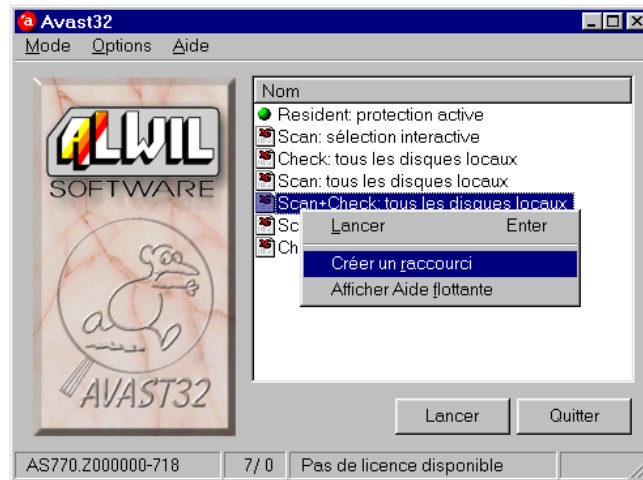 Avast32
Mode Options Aide
Nom
Resident: protection active
Scan: sélection interactive
Check: tous les disques locaux
Scan: tous les disques locaux
Scan+Check: tous les disques locaux
Sc
Ch
Lancer Enter
Créer un raccourci
Afficher Aide flottante
ALWIL
SOFTWARE
a
AVAST32
Lancer Quitter
AS770.Z000000-718 7/ 0 Pas de licence disponible